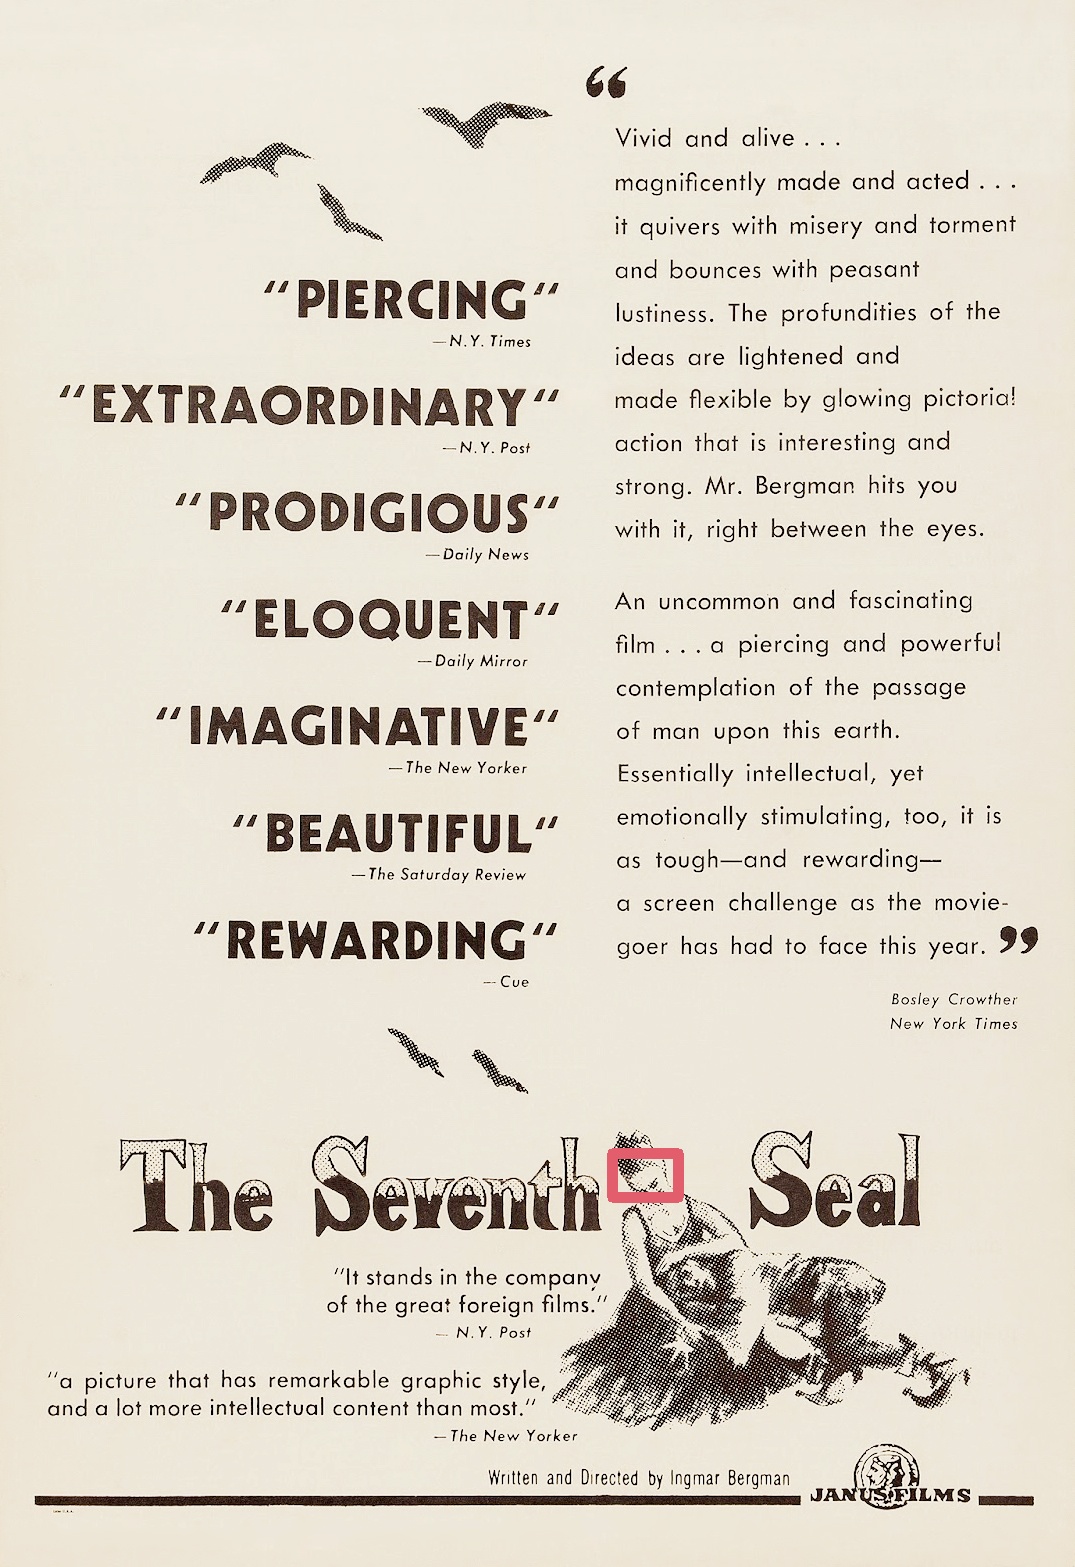 “
Vivid and alive . . .
magnificently made and acted . . .
it quivers with misery and torment
and bounces with peasant
lustiness. The profundities of the
ideas are lightened and
made flexible by glowing pictorial
action that is interesting and
strong. Mr. Bergman hits you
with it, right between the eyes.
An uncommon and fascinating
film . . . a piercing and powerful
contemplation of the passage
of man upon this earth.
Essentially intellectual, yet
emotionally stimulating, too, it is
as tough—and rewarding—
a screen challenge as the movie-
goer has had to face this year. ”
Bosley Crowther
New York Times
"PIERCING"
—N.Y. Times
"EXTRAORDINARY"
—N.Y. Post
"PRODIGIOUS"
—Daily News
"ELOQUENT"
—Daily Mirror
"IMAGINATIVE"
—The New Yorker
"BEAUTIFUL"
—The Saturday Review
"REWARDING"
—Cue
The Seventh Seal
"It stands in the company
of the great foreign films."
— N.Y. Post
"a picture that has remarkable graphic style,
and a lot more intellectual content than most."
—The New Yorker
Written and Directed by Ingmar Bergman
JANUS FILMS